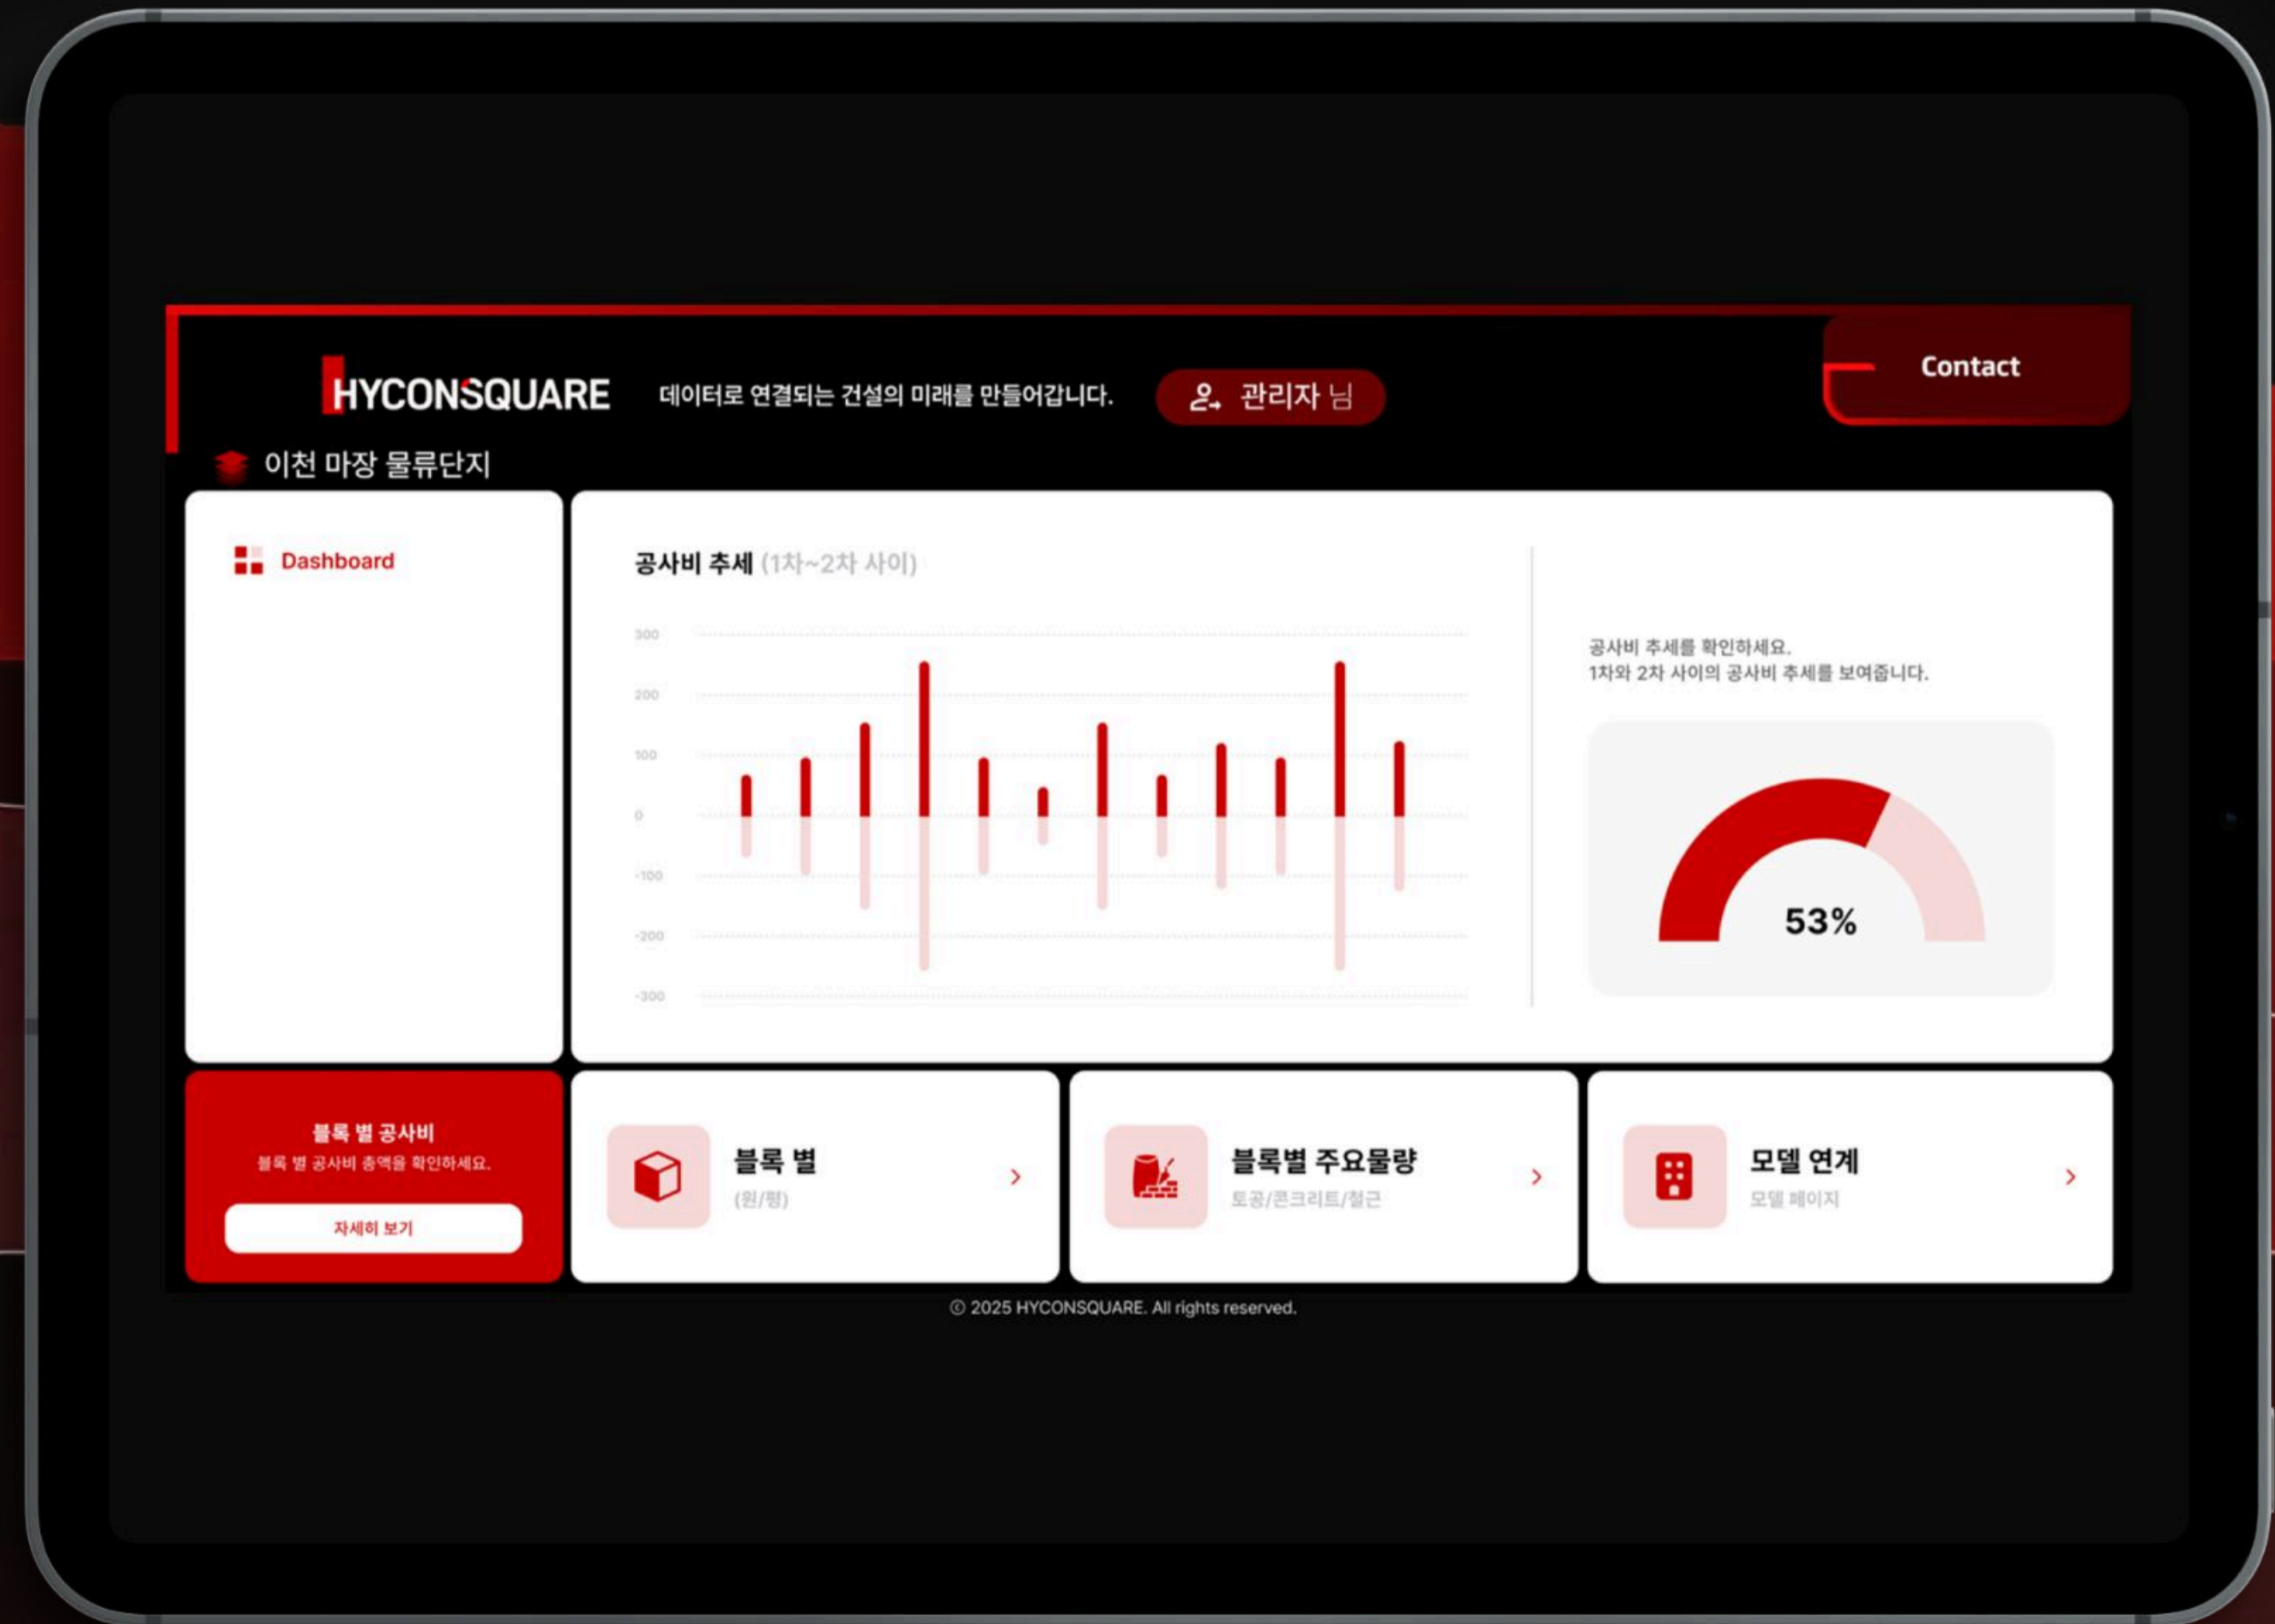 HYCONSQUARE
데이터로 연결되는 건설의 미래를 만들어갑니다.
관리자 님
Contact
이천 마장 물류단지
Dashboard
공사비 추세 (1차~2차 사이)
300
200
100
0
-100
-200
-300
공사비 추세를 확인하세요.
1차와 2차 사이의 공사비 추세를 보여줍니다.
53%
블록 별 공사비
블록 별 공사비 총액을 확인하세요.
자세히 보기
블록 별
(원/평)
블록별 주요물량
토공/콘크리트/철근
모델 연계
모델 페이지
© 2025 HYCONSQUARE. All rights reserved.